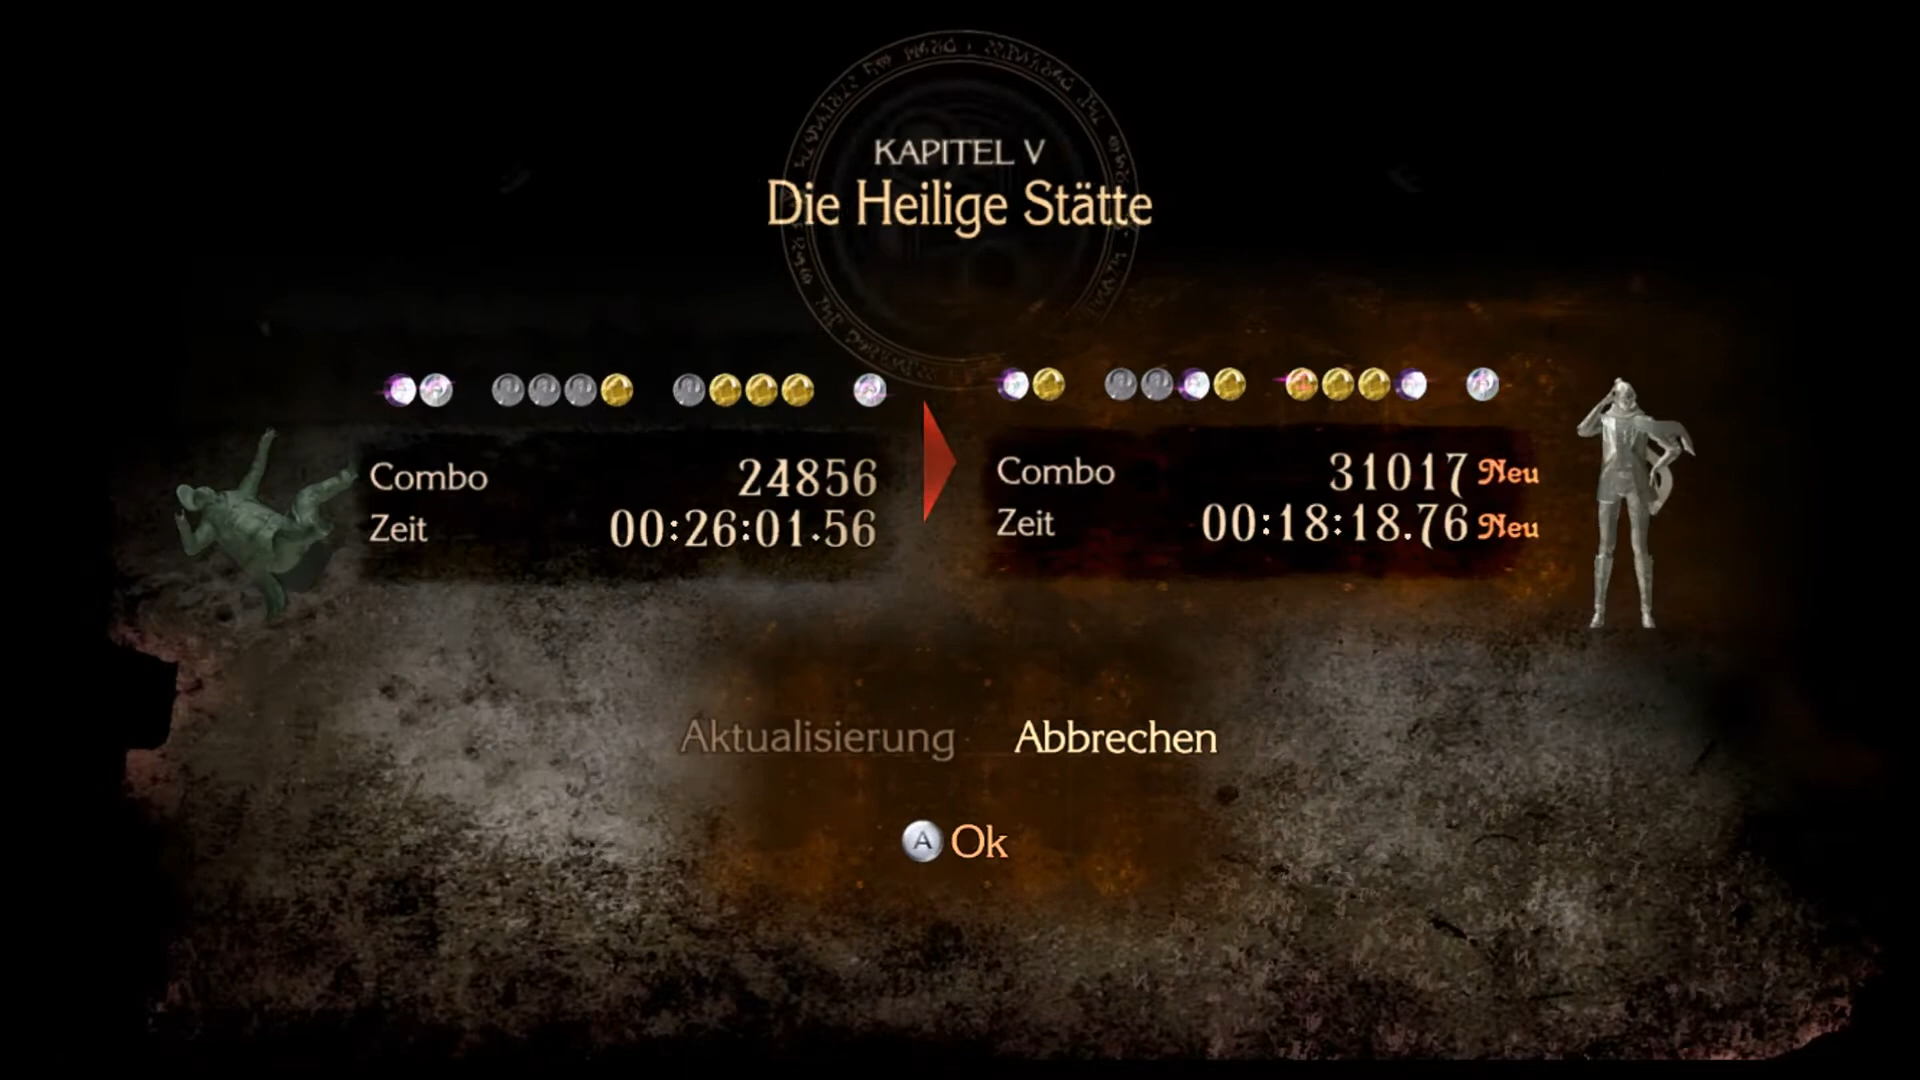 KAPITEL V
Die Heilige Stätte
Combo 24856
Zeit 00:26:01.56
Combo 31017 Neu
Zeit 00:18:18.76 Neu
Aktualisierung Abbrechen
A Ok